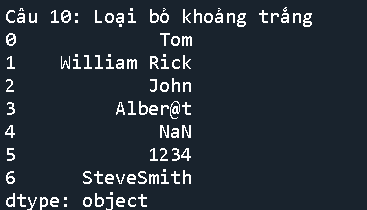 Câu 10: Loại bỏ khoảng trắng
0 Tom
1 William Rick
2 John
3 Alber@t
4 NaN
5 1234
6 SteveSmith
dtype: object